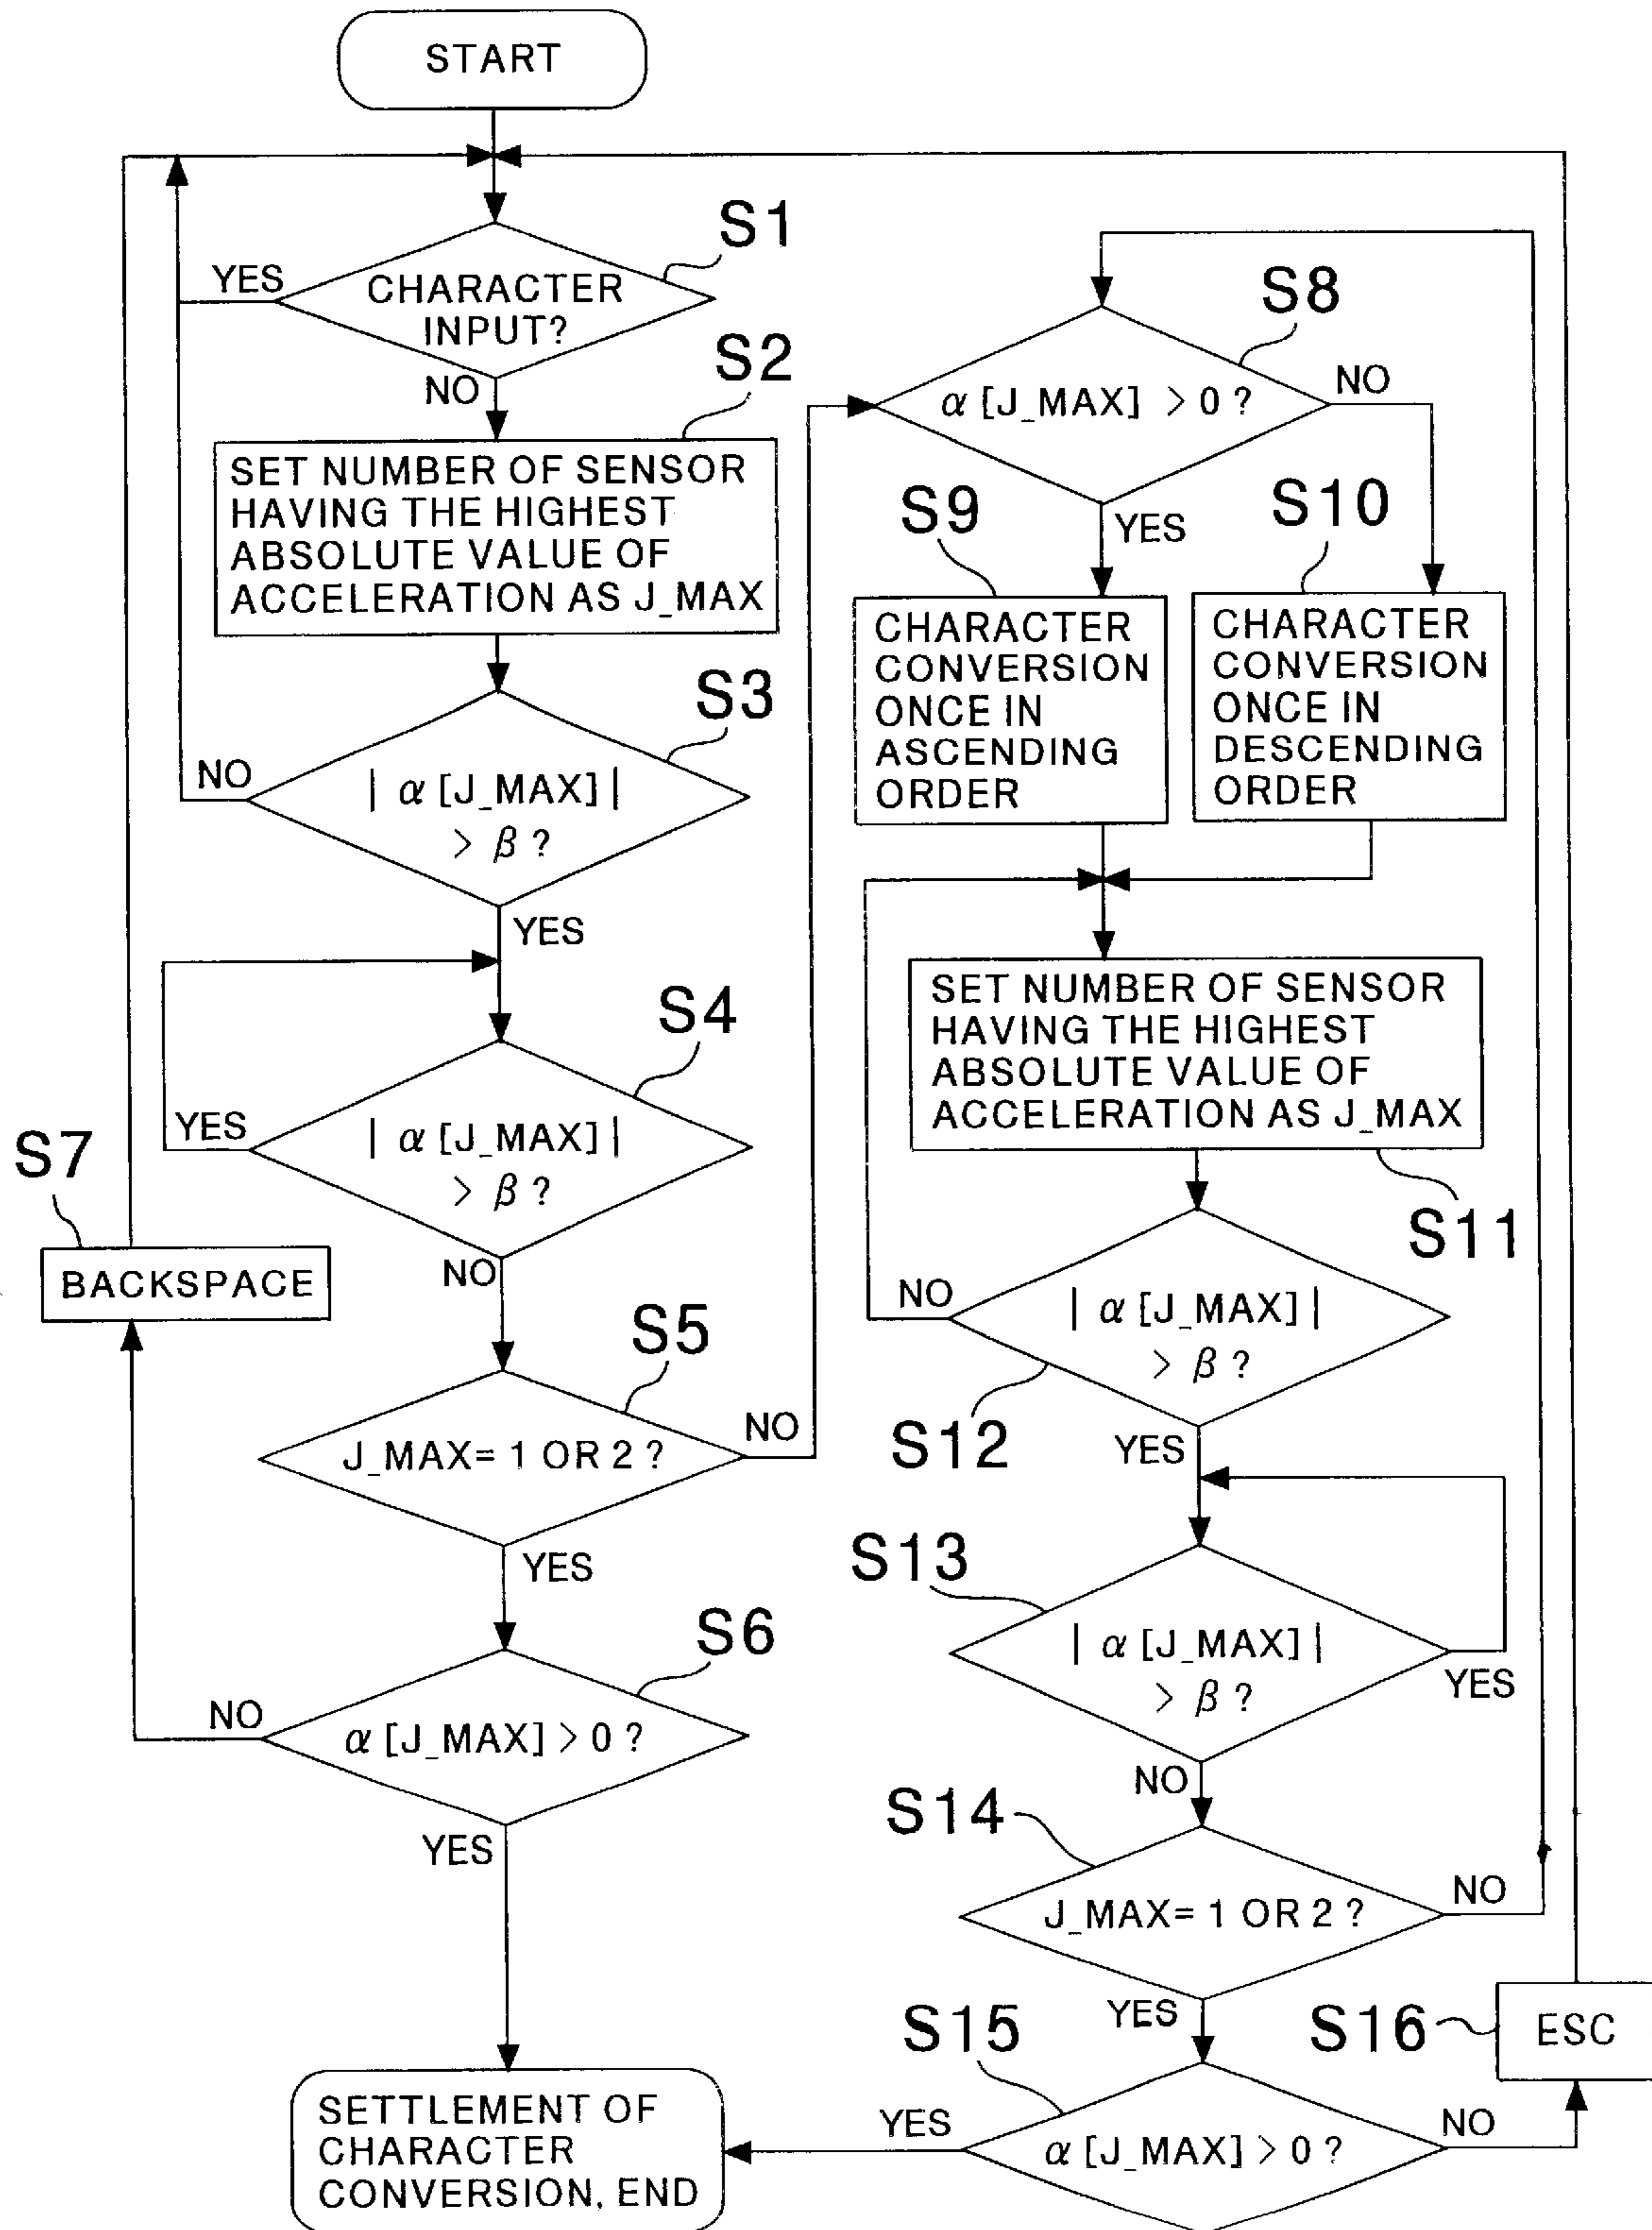 START
S1
YES
CHARACTER
INPUT?
NO
S2
SET NUMBER OF SENSOR
HAVING THE HIGHEST
ABSOLUTE VALUE OF
ACCELERATION AS J_MAX
S3
NO
| α [J_MAX] |
> β ?
YES
S4
YES
| α [J_MAX] |
> β ?
NO
S7
BACKSPACE
S5
J_MAX= 1 OR 2 ?
NO
YES
S6
NO
α [J_MAX] > 0 ?
YES
S8
α [J_MAX] > 0 ?
NO
YES
S9
CHARACTER
CONVERSION
ONCE IN
ASCENDING
ORDER
S10
CHARACTER
CONVERSION
ONCE IN
DESCENDING
ORDER
SET NUMBER OF SENSOR
HAVING THE HIGHEST
ABSOLUTE VALUE OF
ACCELERATION AS J_MAX
S11
NO
| α [J_MAX] |
> β ?
S12
YES
S13
| α [J_MAX] |
> β ?
YES
NO
S14
J_MAX= 1 OR 2 ?
NO
YES
S15
S16
ESC
YES
α [J_MAX] > 0 ?
NO
SETTLEMENT OF
CHARACTER
CONVERSION, END